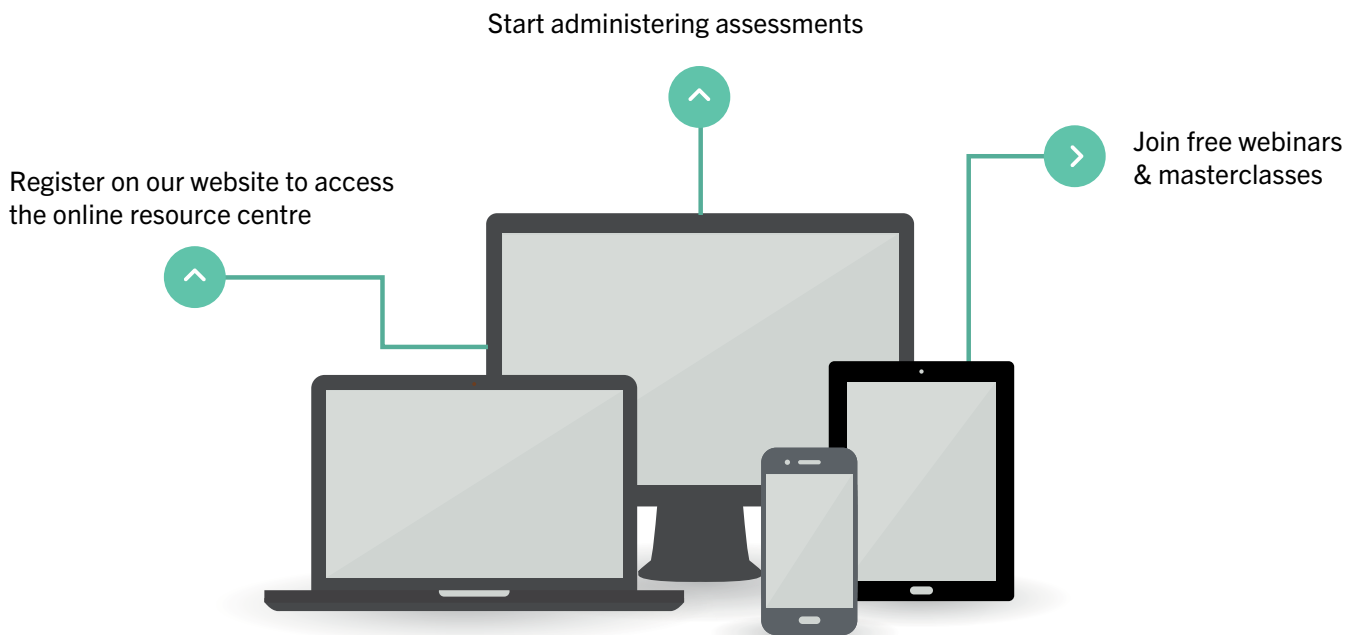 Start administering assessments
Join free webinars
& masterclasses
Register on our website to access
the online resource centre